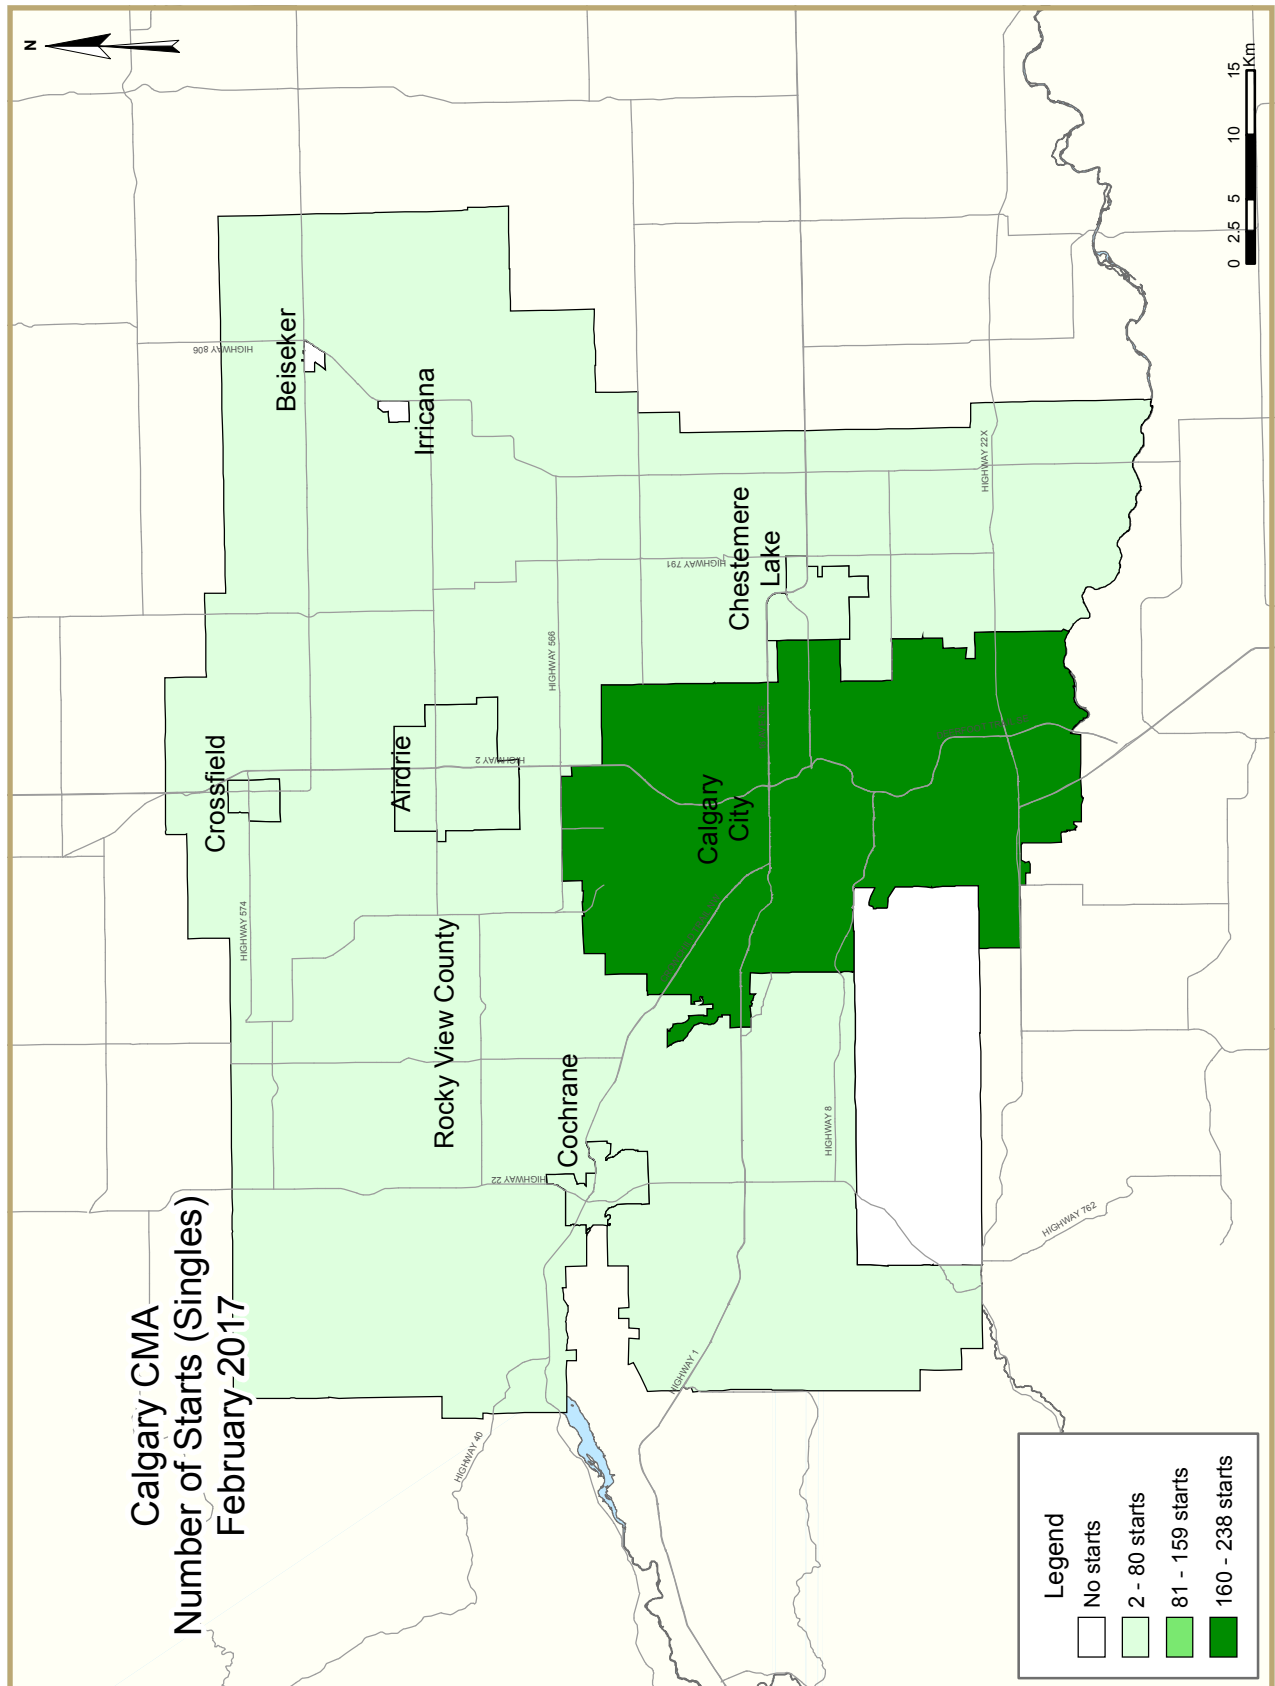 Calgary CMA
Number of Starts (Singles)
February 2017
N
Crossfield
Beiseker
Irricana
Airdrie
Rocky View County
Cochrane
Calgary
City
Chestemere
Lake
HIGHWAY 806
HIGHWAY 574
HIGHWAY 2
HIGHWAY 566
HIGHWAY 791
HIGHWAY 22X
HIGHWAY 22
HIGHWAY 8
HIGHWAY 1
HIGHWAY 40
HIGHWAY 762
Legend
No starts
2 - 80 starts
81 - 159 starts
160 - 238 starts
0 2.5 5 10 15
Km